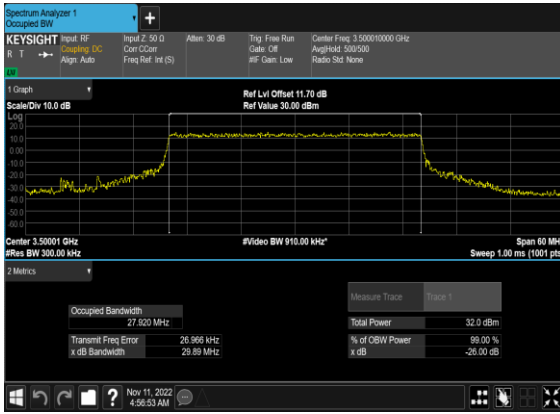 Spectrum Analyzer 1
Occupied BW
KEYSIGHT
R T
LW
Input: RF
Coupling: DC
Align: Auto
Input Z: 50 Ω
Corr CCorr
Freq Ref: Int (S)
Atten: 30 dB
Trig: Free Run
Gate: Off
#IF Gain: Low
Center Freq: 3.500010000 GHz
Avg|Hold: 500/500
Radio Std: None
1 Graph
Scale/Div 10.0 dB
Ref Lvl Offset 11.70 dB
Ref Value 30.00 dBm
Log
20.0
10.0
0.00
-10.0
-20.0
-30.0
-40.0
-50.0
-60.0
Center 3.50001 GHz
#Res BW 300.00 kHz
#Video BW 910.00 kHz*
Span 60 MH
Sweep 1.00 ms (1001 pts
2 Metrics
Measure Trace Trace 1
Occupied Bandwidth
27.920 MHz
Total Power 32.0 dBm
Transmit Freq Error 26.966 kHz
% of OBW Power 99.00 %
x dB Bandwidth 29.89 MHz
x dB -26.00 dB
?
Nov 11, 2022
4:56:53 AM